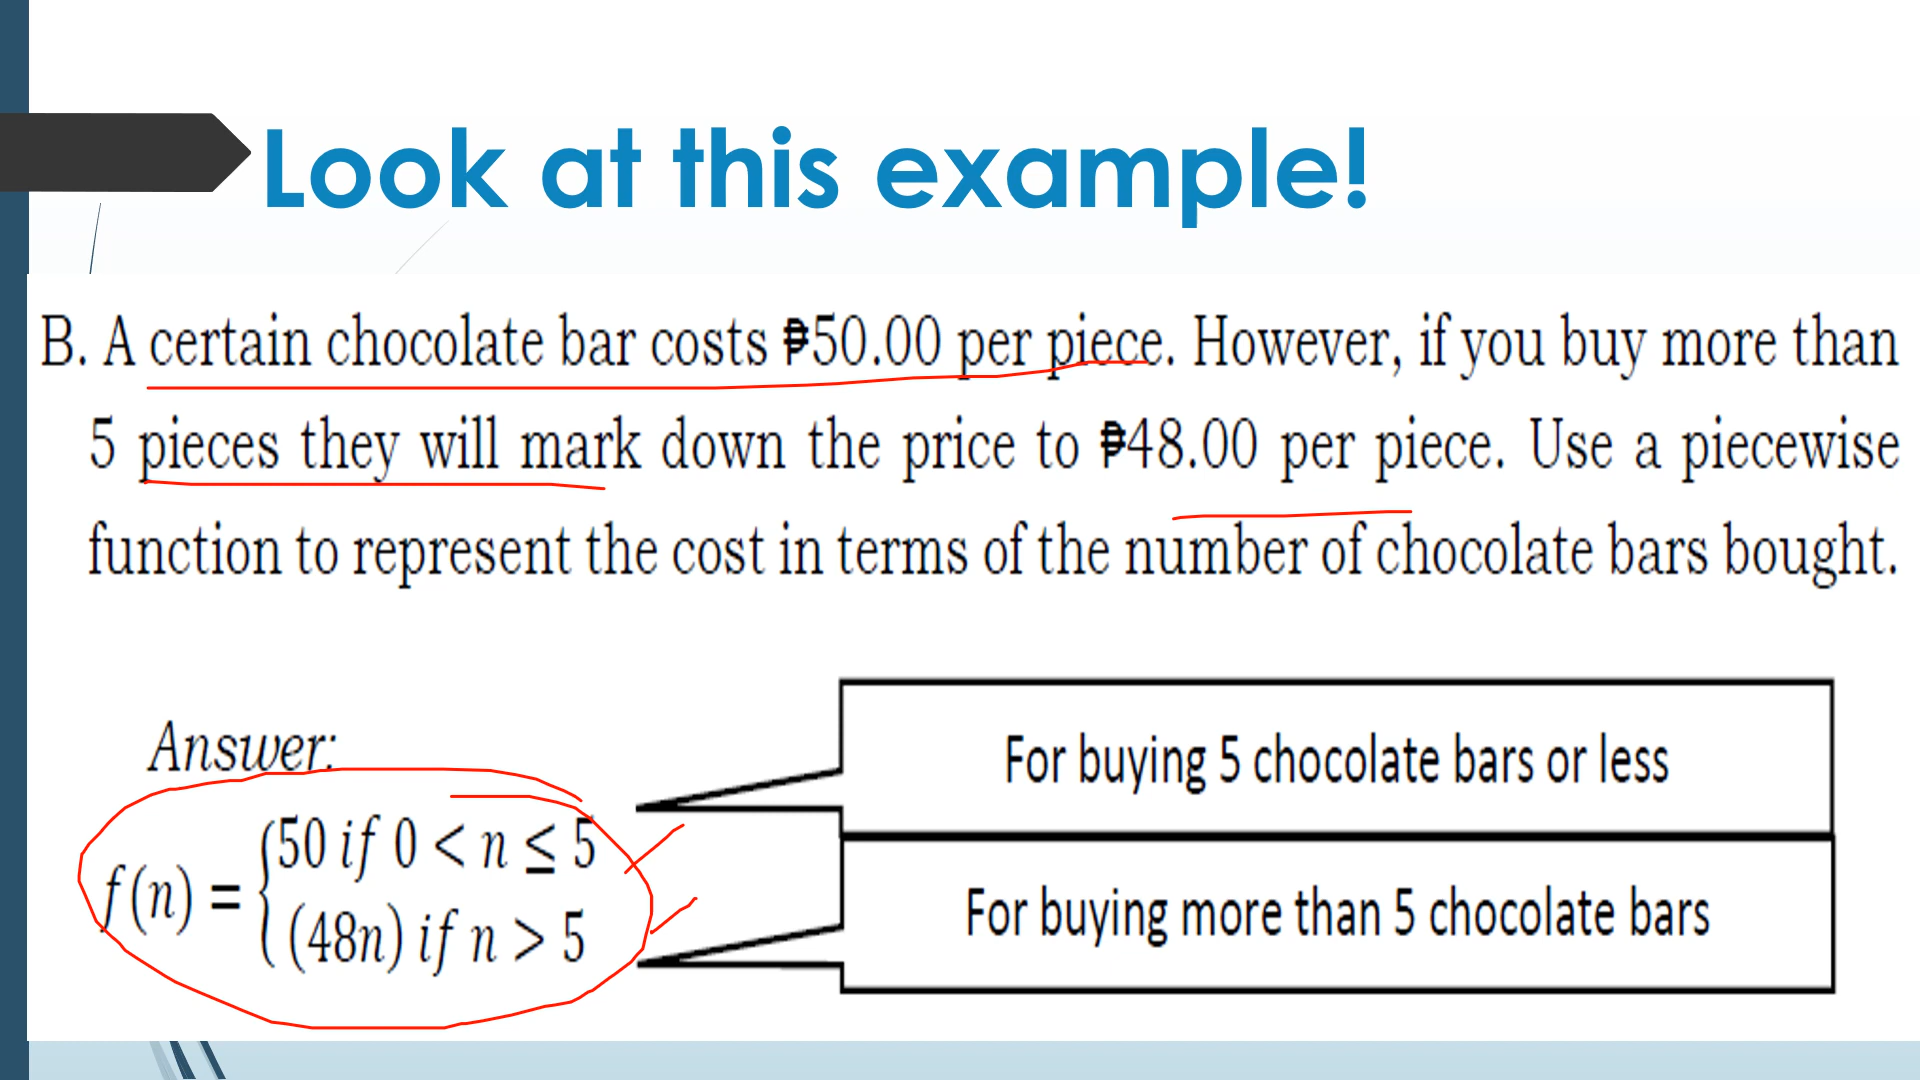 Look at this example!
B. A certain chocolate bar costs ₱50.00 per piece. However, if you buy more than
5 pieces they will mark down the price to ₱48.00 per piece. Use a piecewise
function to represent the cost in terms of the number of chocolate bars bought.
Answer:
For buying 5 chocolate bars or less
f(n) = {50 if 0 < n ≤ 5
(48n) if n > 5
For buying more than 5 chocolate bars